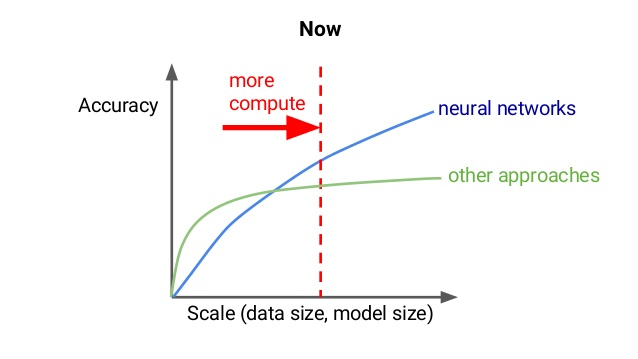 Now
more
compute
Accuracy
neural networks
other approaches
Scale (data size, model size)